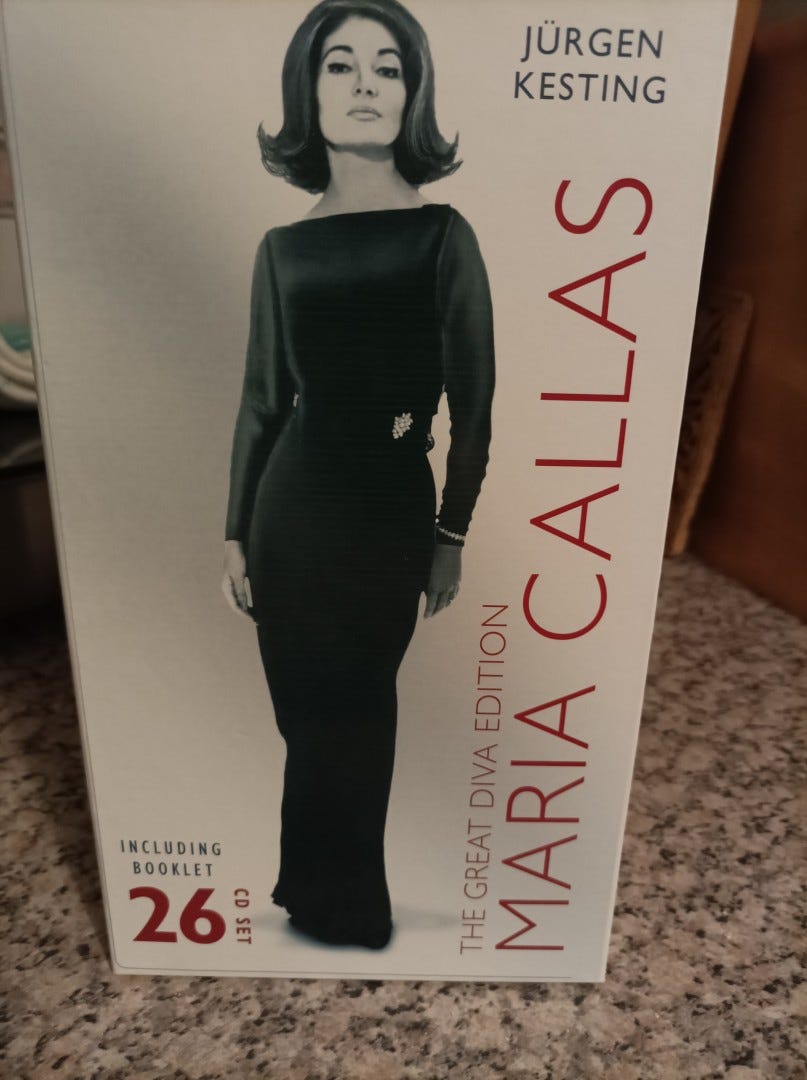 JÜRGEN
KESTING
THE GREAT DIVA EDITION
MARIA CALLAS
INCLUDING
BOOKLET
26
CD SET